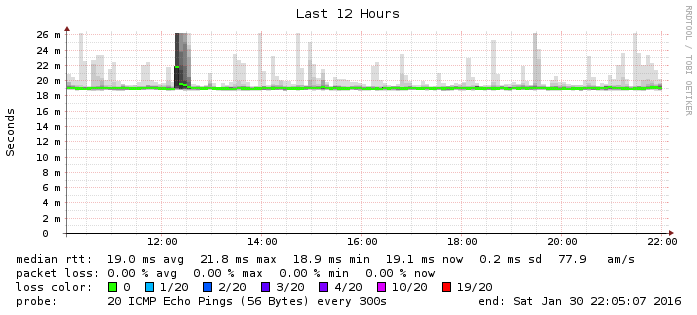 Last 12 Hours
RRDTOOL / TOBI OETIKER
Seconds
26 m
24 m
22 m
20 m
18 m
16 m
14 m
12 m
10 m
8 m
6 m
4 m
2 m
0
12:00 14:00 16:00 18:00 20:00 22:00
median rtt: 19.0 ms avg 21.8 ms max 18.9 ms min 19.1 ms now 0.2 ms sd 77.9 am/s
packet loss: 0.00 % avg 0.00 % max 0.00 % min 0.00 % now
loss color: 0 1/20 2/20 3/20 4/20 10/20 19/20
probe: 20 ICMP Echo Pings (56 Bytes) every 300s end: Sat Jan 30 22:05:07 2016